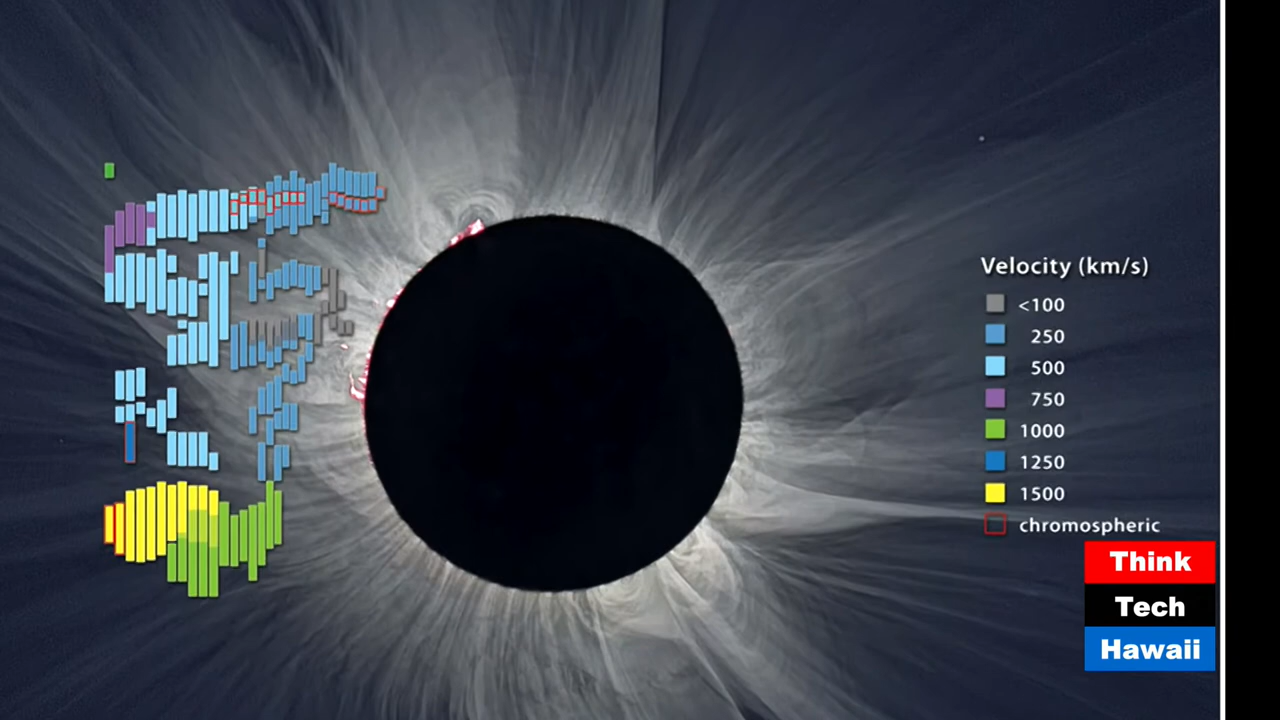 Velocity (km/s)
<100
250
500
750
1000
1250
1500
chromospheric
Think
Tech
Hawaii